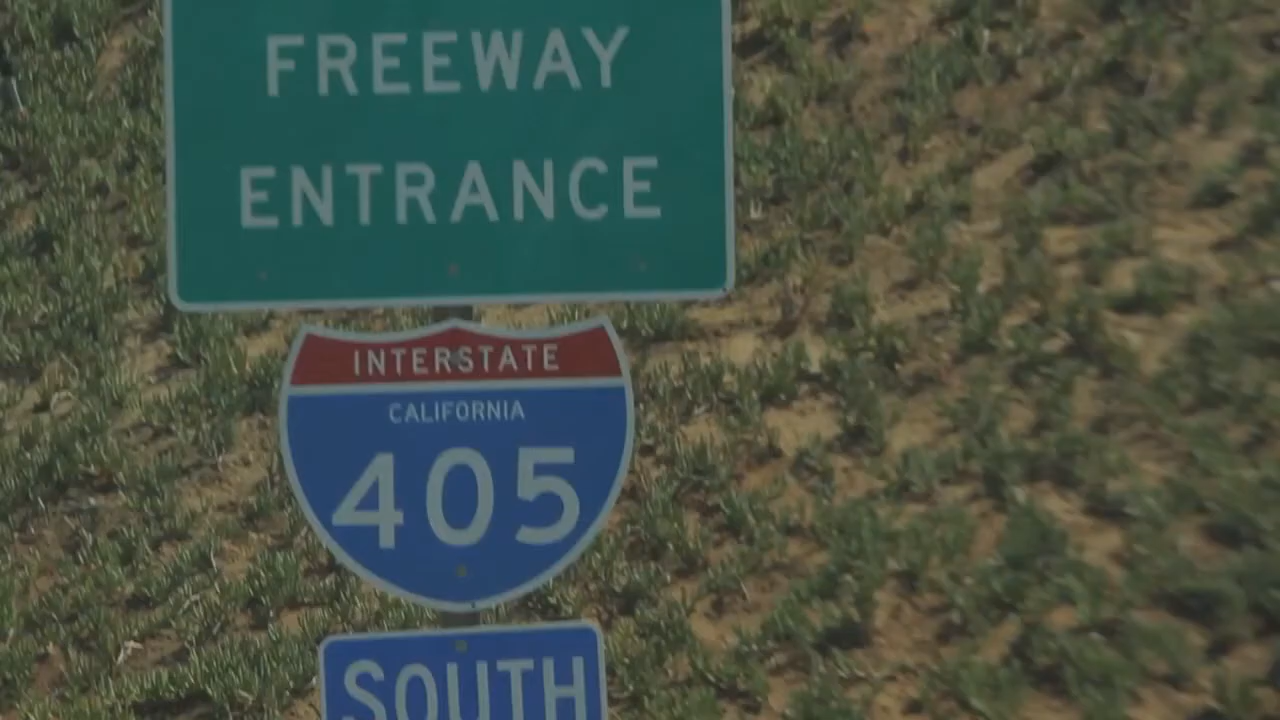 FREEWAY
ENTRANCE
INTERSTATE
CALIFORNIA
405
SOUTH